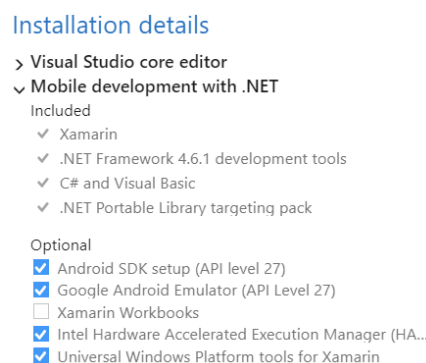 Installation details
Visual Studio core editor
Mobile development with .NET
Included
Xamarin
.NET Framework 4.6.1 development tools
C# and Visual Basic
.NET Portable Library targeting pack
Optional
Android SDK setup (API level 27)
Google Android Emulator (API Level 27)
Xamarin Workbooks
Intel Hardware Accelerated Execution Manager (HA...
Universal Windows Platform tools for Xamarin